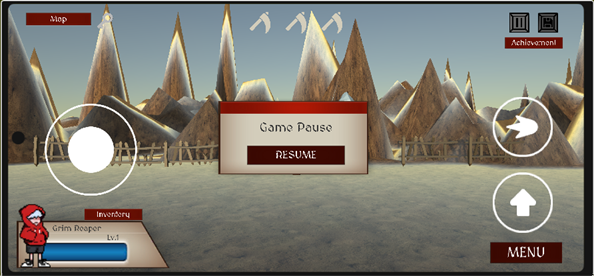 Map
Achievement
Game Pause
RESUME
Inventory
Grim Reaper
Lv.1
MENU